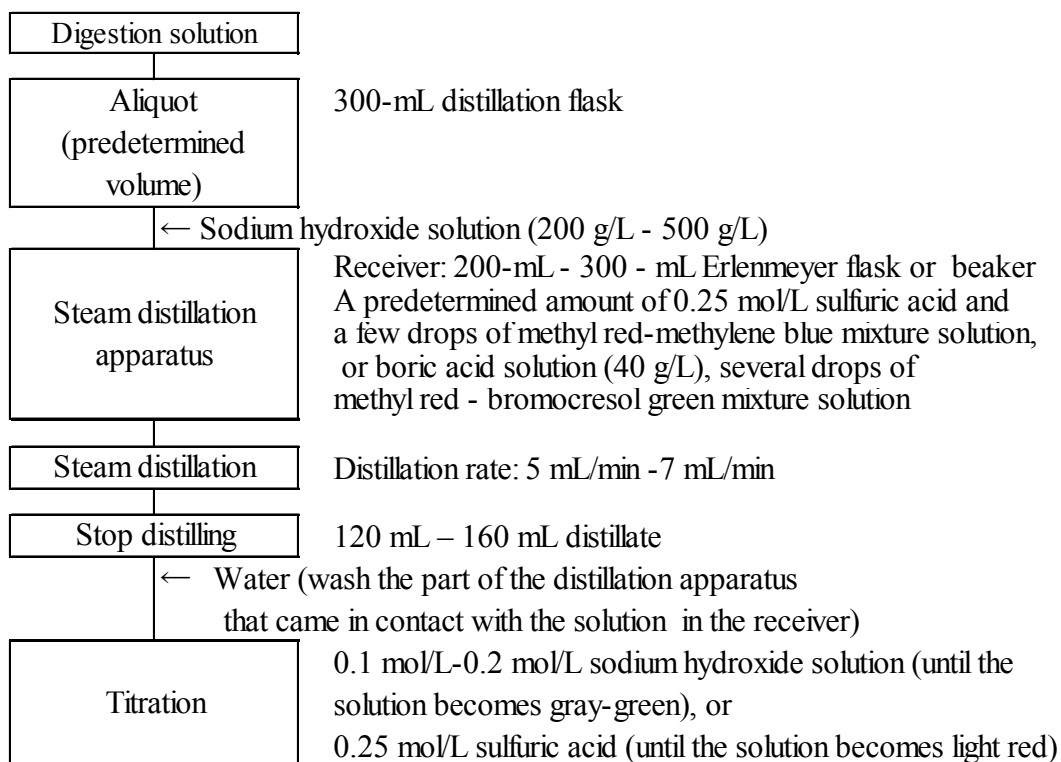 Digestion solution
Aliquot 300-mL distillation flask
(predetermined
volume)
← Sodium hydroxide solution (200 g/L - 500 g/L)
Receiver: 200-mL - 300 - mL Erlenmeyer flask or beaker
Steam distillation A predetermined amount of 0.25 mol/L sulfuric acid and
apparatus a few drops of methyl red-methylene blue mixture solution,
or boric acid solution (40 g/L), several drops of
methyl red - bromocresol green mixture solution
Steam distillation Distillation rate: 5 mL/min -7 mL/min
Stop distilling 120 mL – 160 mL distillate
← Water (wash the part of the distillation apparatus
that came in contact with the solution in the receiver)
0.1 mol/L-0.2 mol/L sodium hydroxide solution (until the
Titration solution becomes gray-green), or
0.25 mol/L sulfuric acid (until the solution becomes light red)